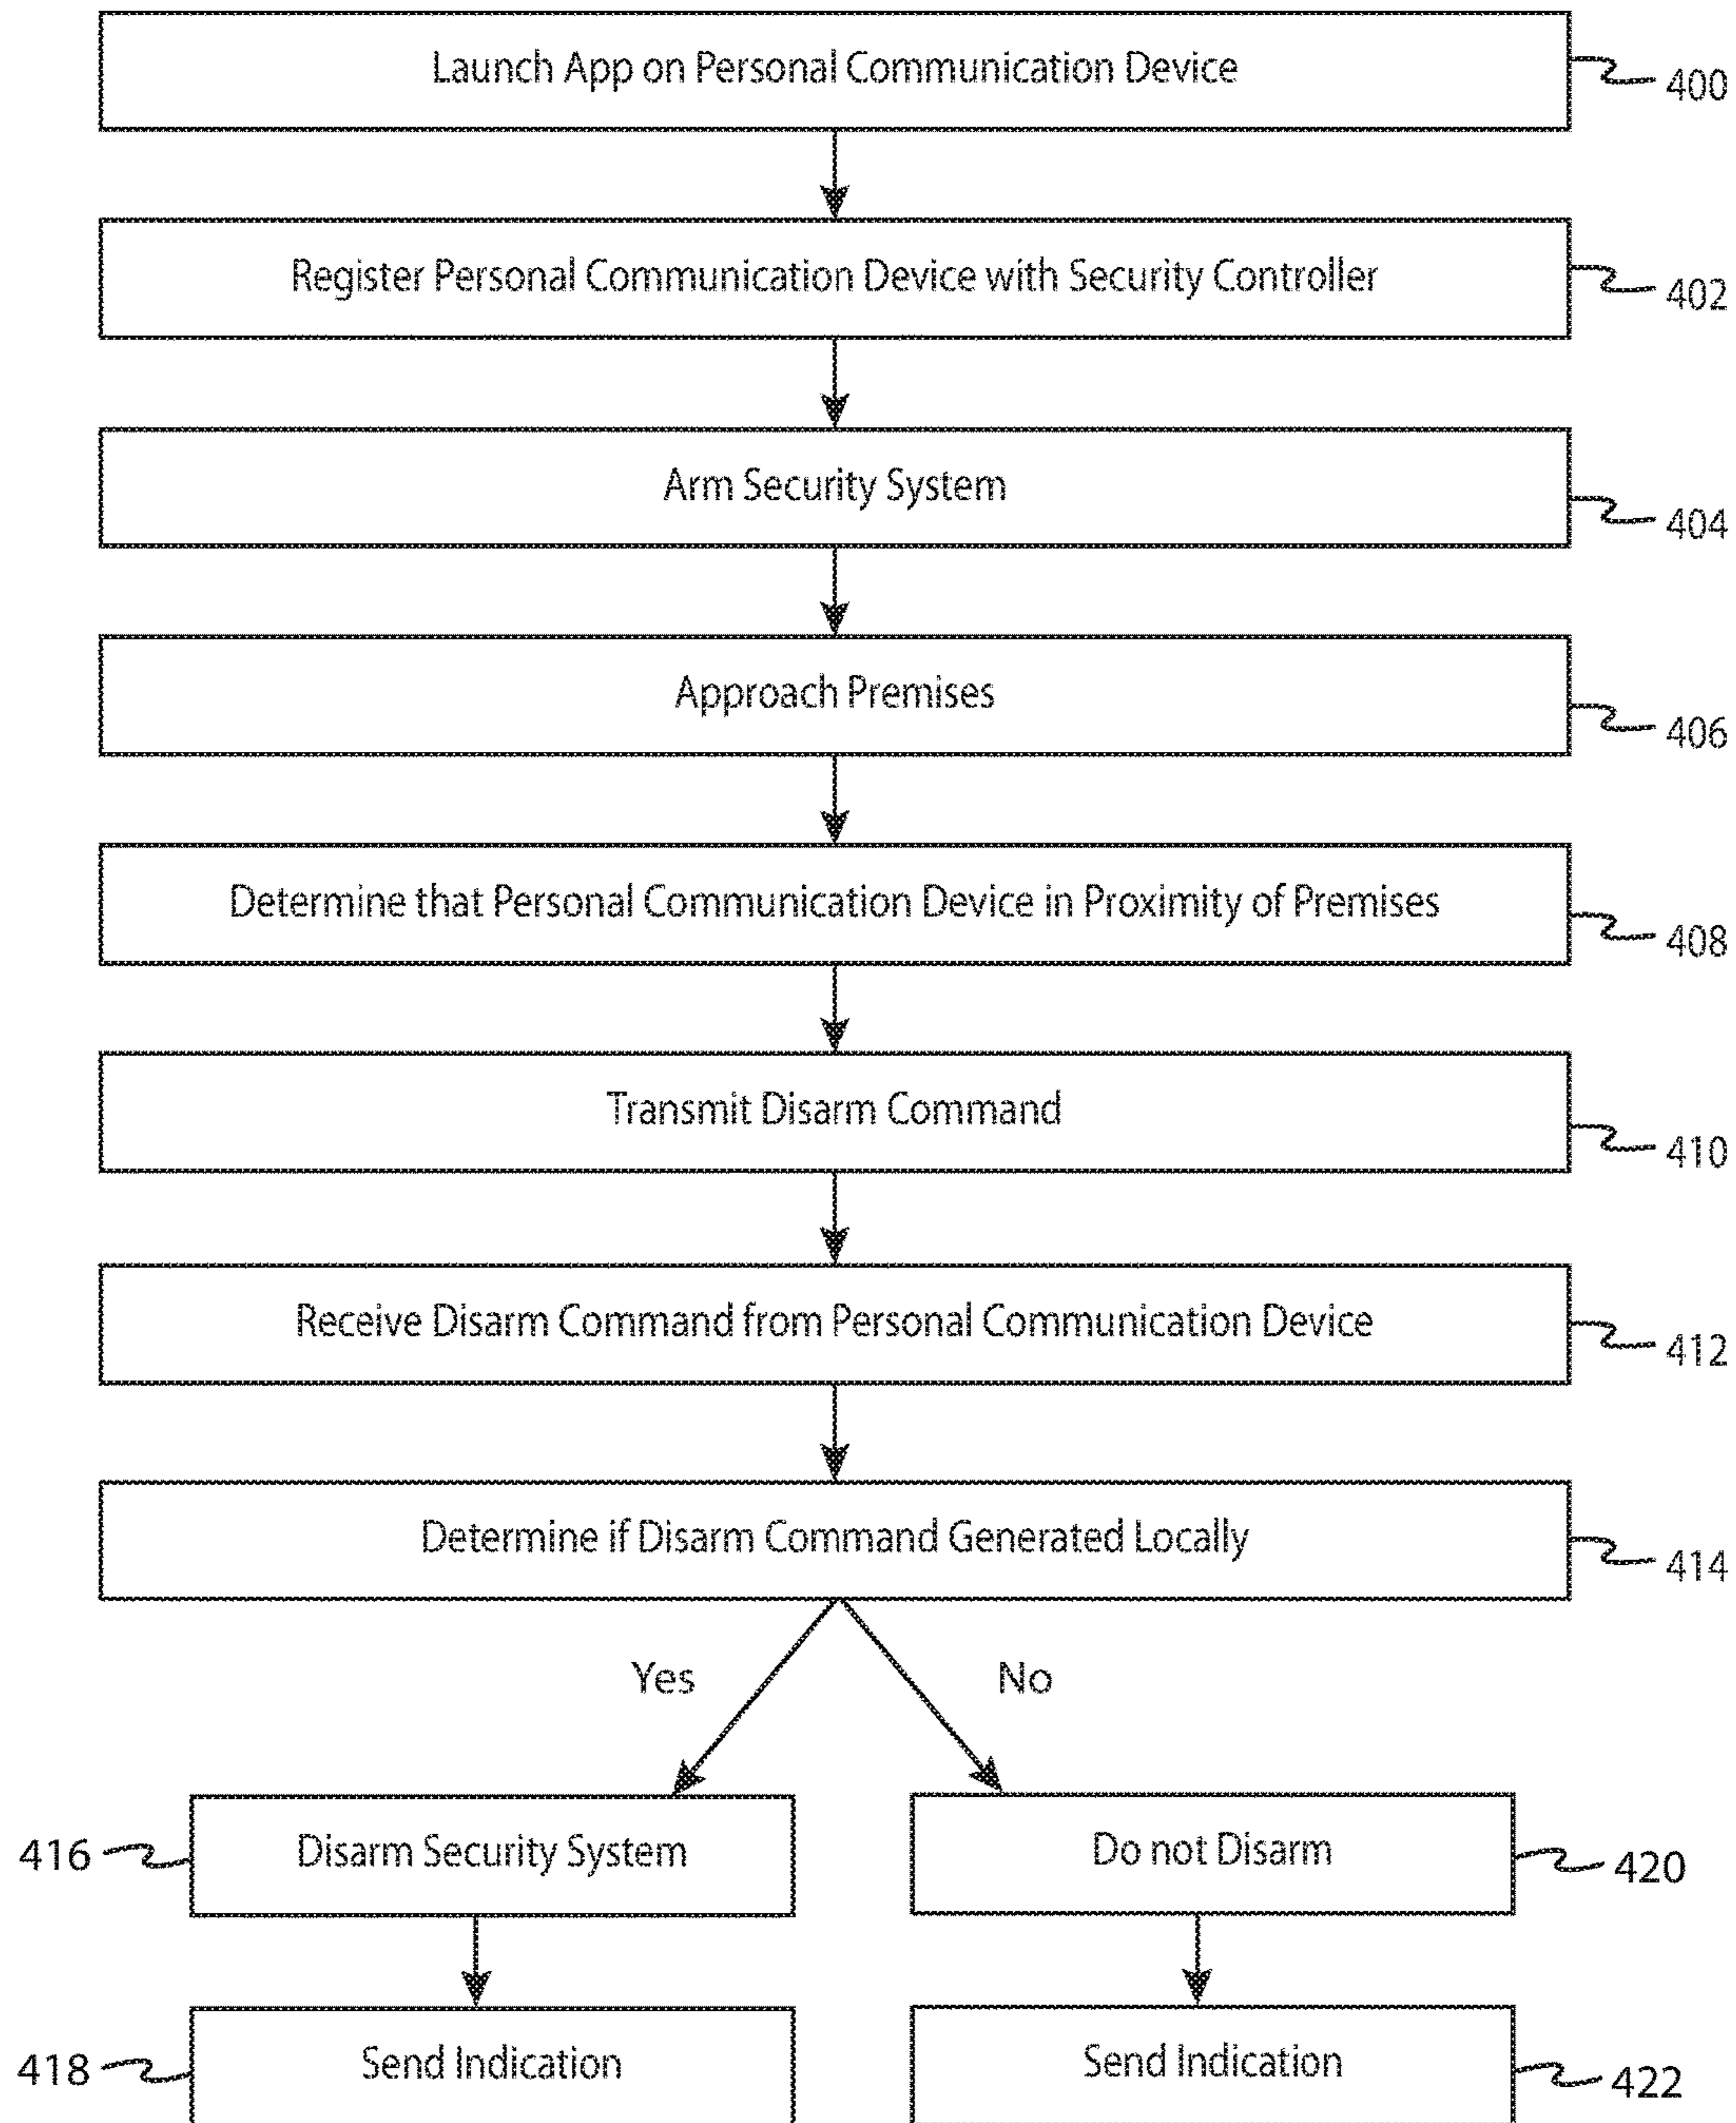 Launch App on Personal Communication Device
400
Register Personal Communication Device with Security Controller
402
Arm Security System
404
Approach Premises
406
Determine that Personal Communication Device in Proximity of Premises
408
Transmit Disarm Command
410
Receive Disarm Command from Personal Communication Device
412
Determine if Disarm Command Generated Locally
414
Yes
No
416
Disarm Security System
Do not Disarm
420
418
Send Indication
Send Indication
422